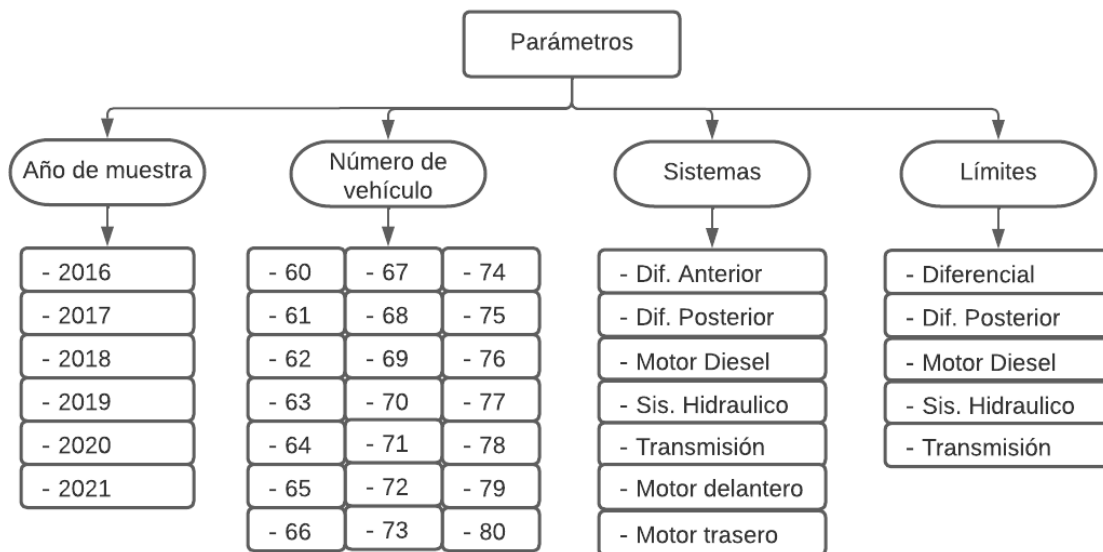 Parámetros
Año de muestra
Número de
vehículo
Sistemas
Límites
- 2016
- 2017
- 2018
- 2019
- 2020
- 2021
- 60
- 61
- 62
- 63
- 64
- 65
- 66
- 67
- 68
- 69
- 70
- 71
- 72
- 73
- 74
- 75
- 76
- 77
- 78
- 79
- 80
- Dif. Anterior
- Dif. Posterior
- Motor Diesel
- Sis. Hidraulico
- Transmisión
- Motor delantero
- Motor trasero
- Diferencial
- Dif. Posterior
- Motor Diesel
- Sis. Hidraulico
- Transmisión